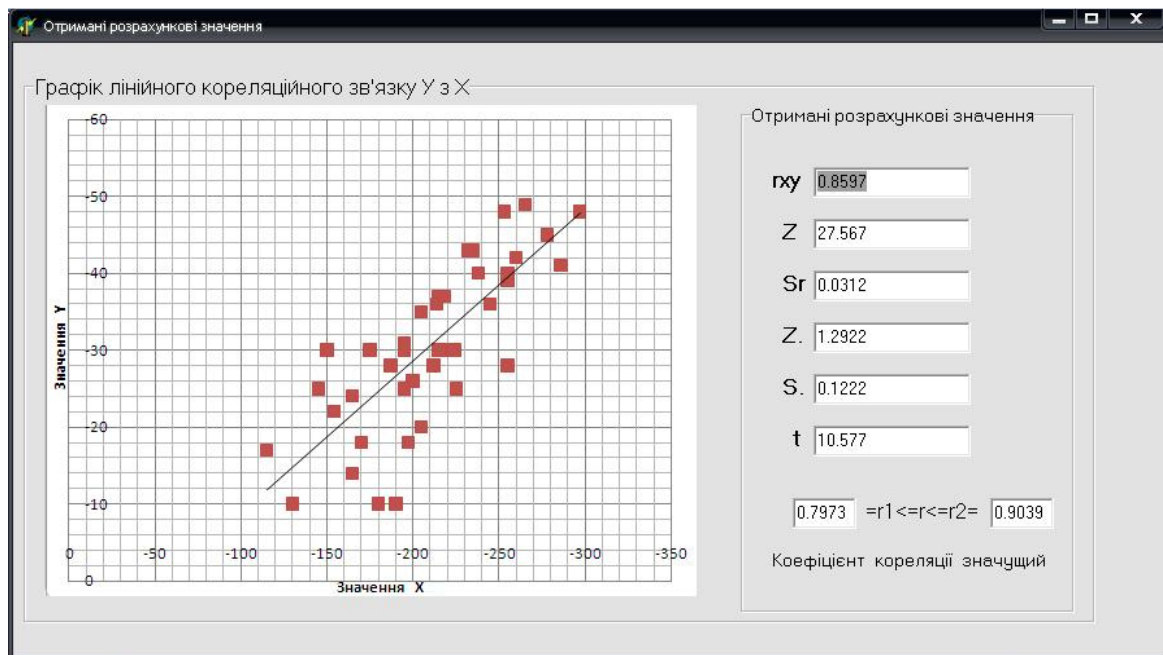 Отримані розрахункові значення
Графік лінійного кореляційного зв'язку Y з X
-60
-50
-40
-30
-20
-10
0
0 -50 -100 -150 -200 -250 -300 -350
Значення Y
Значення X
Отримані розрахункові значення
rxy 0.8597
Z 27.567
Sr 0.0312
Z. 1.2922
S. 0.1222
t 10.577
0.7973 =r1<=r<=r2= 0.9039
Коефіцієнт кореляції значущий